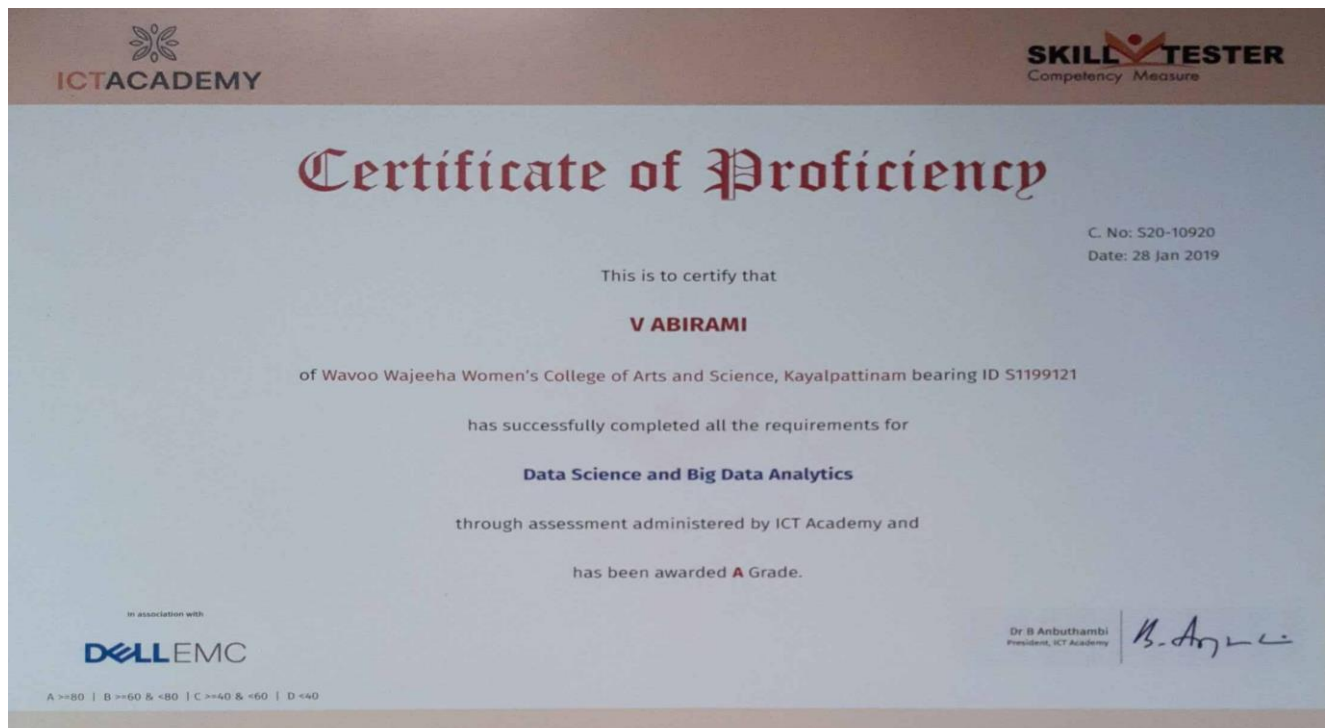 ICTACADEMY
SKILL TESTER
Competency Measure
Certificate of Proficiency
C. No: S20-10920
Date: 28 Jan 2019
This is to certify that
V ABIRAMI
of Wavoo Wajeeha Women's College of Arts and Science, Kayalpattinam bearing ID S1199121
has successfully completed all the requirements for
Data Science and Big Data Analytics
through assessment administered by ICT Academy and
has been awarded A Grade.
In association with
DELLEMC
Dr B Anbuthambi
President, ICT Academy
A >=80 | B >=60 & <80 | C >=40 & <60 | D <40